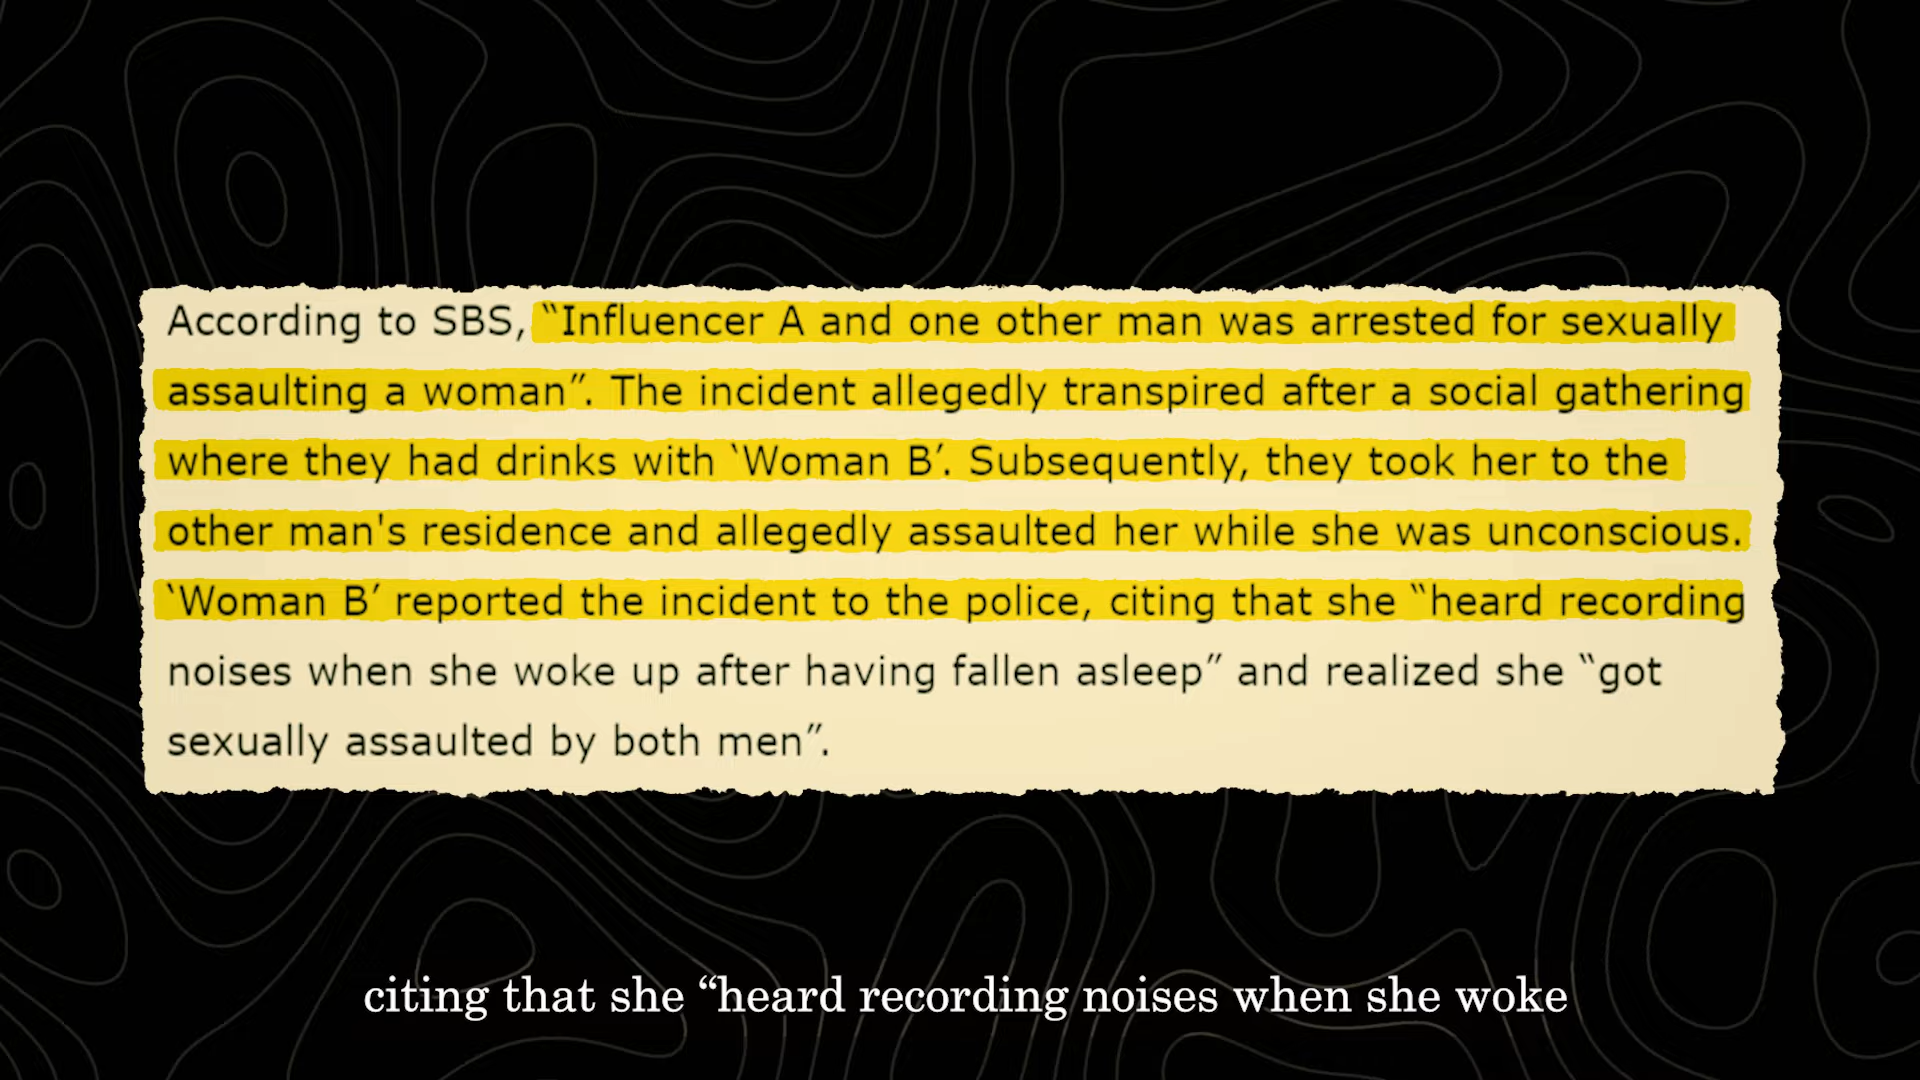 According to SBS, “Influencer A and one other man was arrested for sexually
assaulting a woman”. The incident allegedly transpired after a social gathering
where they had drinks with ‘Woman B’. Subsequently, they took her to the
other man's residence and allegedly assaulted her while she was unconscious.
‘Woman B’ reported the incident to the police, citing that she “heard recording
noises when she woke up after having fallen asleep” and realized she “got
sexually assaulted by both men”.
citing that she “heard recording noises when she woke